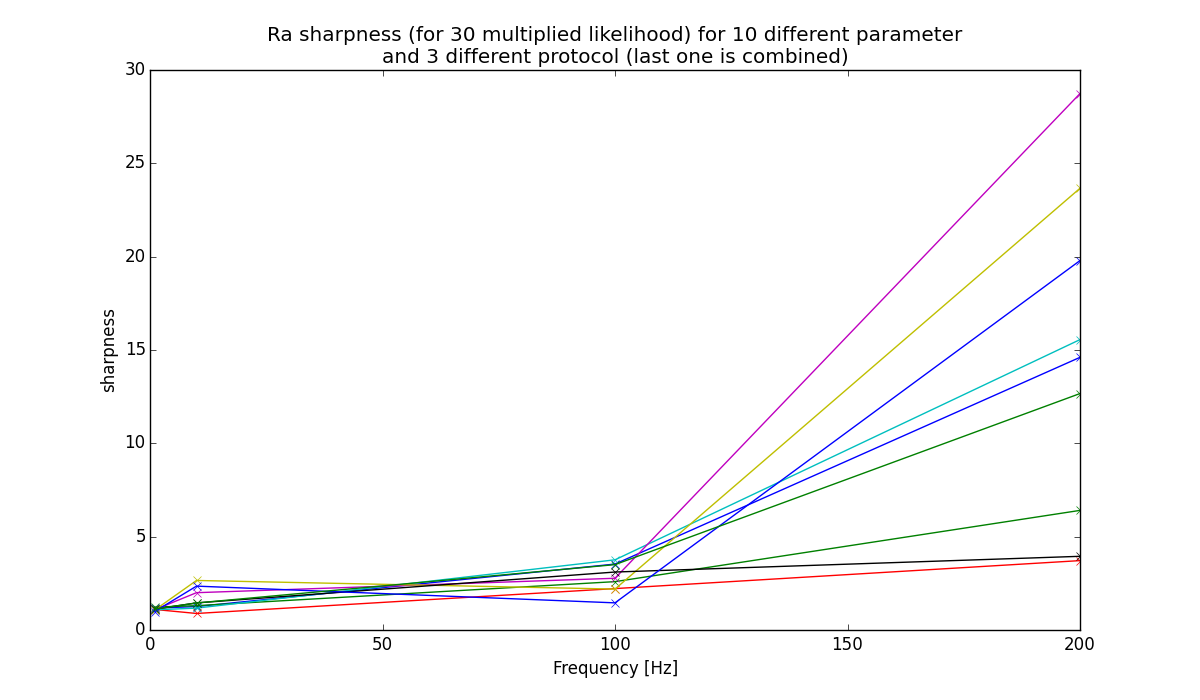 Ra sharpness (for 30 multiplied likelihood) for 10 different parameter
and 3 different protocol (last one is combined)
30
25
20
15
10
5
0
sharpness
0 50 100 150 200
Frequency [Hz]